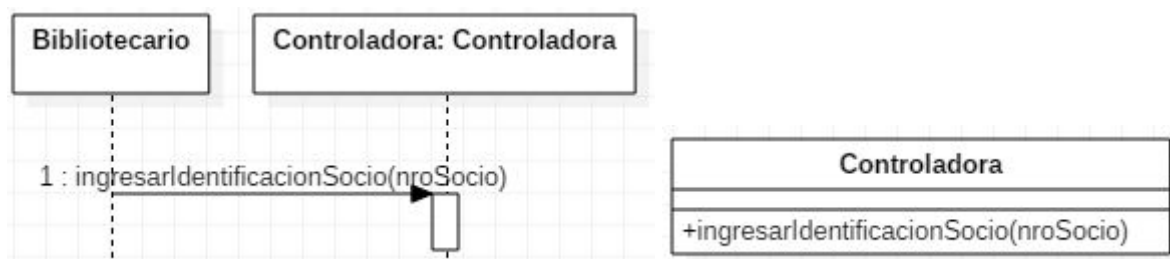 Bibliotecario
Controladora: Controladora
1 : ingresarIdentificacionSocio(nroSocio)
Controladora
+ingresarIdentificacionSocio(nroSocio)